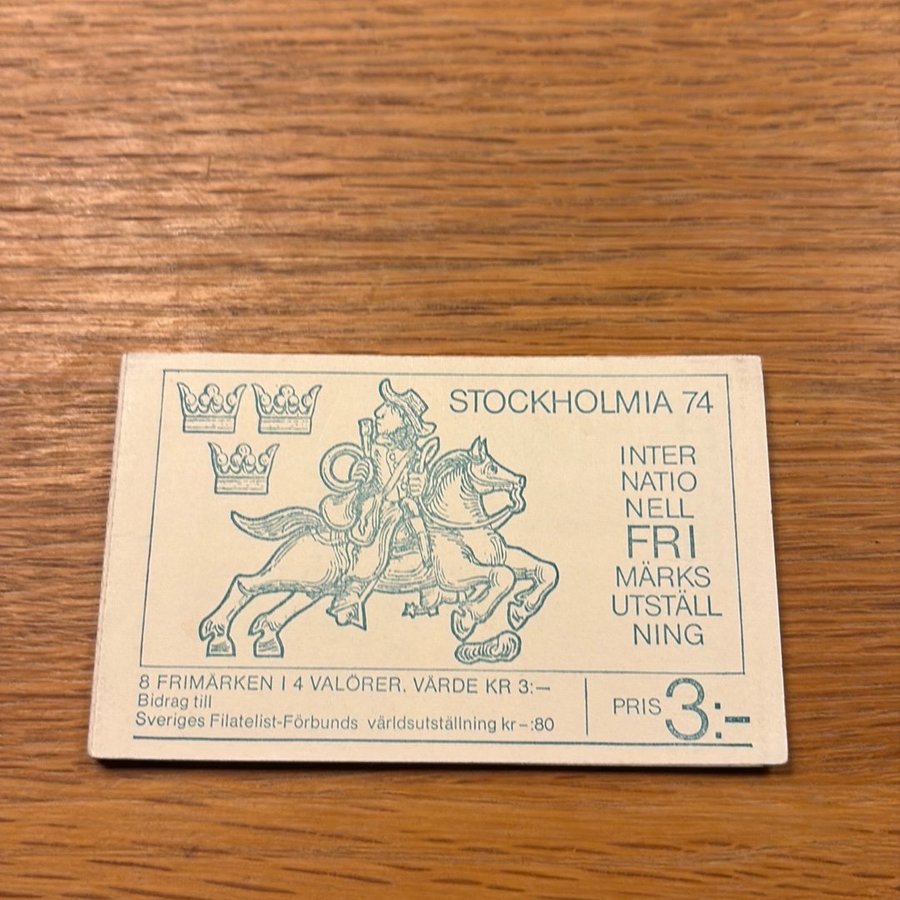 STOCKHOLMIA 74
INTER
NATIO
NELL
FRI
MÄRKS
UTSTÄLL
NING
8 FRIMÄRKEN I 4 VALÖRER. VÄRDE KR 3:—
Bidrag till
Sveriges Filatelist-Förbunds världsutställning kr –:80
PRIS 3:–